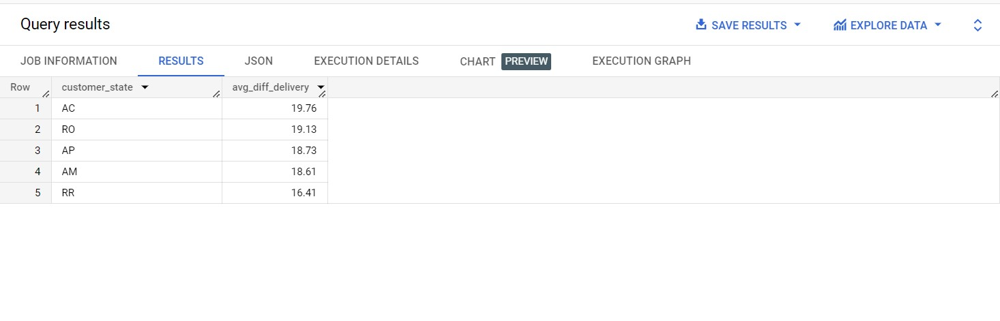 Query results SAVE RESULTS EXPLORE DATA
JOB INFORMATION RESULTS JSON EXECUTION DETAILS CHART PREVIEW EXECUTION GRAPH
Row customer_state avg_diff_delivery
1 AC 19.76
2 RO 19.13
3 AP 18.73
4 AM 18.61
5 RR 16.41